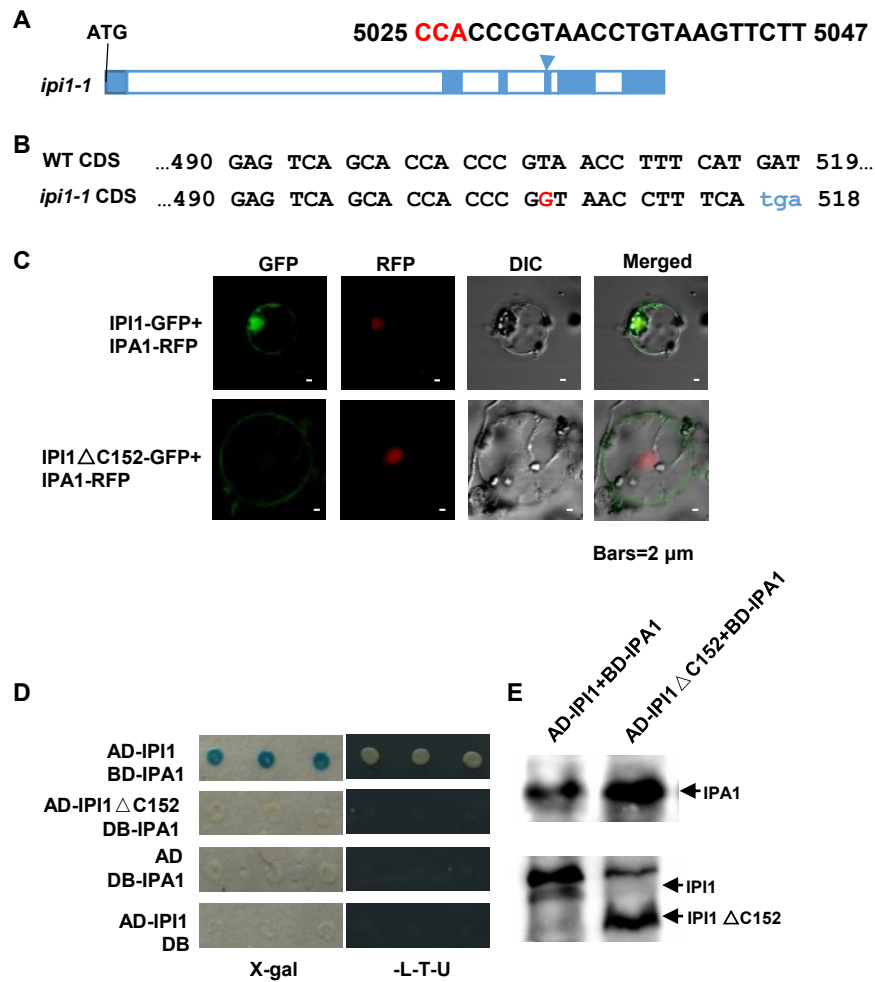 A
ATG
5025 CCACCCGTAACCTGTAAGTTCTT 5047
ipi1-1
B
WT CDS ...490 GAG TCA GCA CCA CCC GTA ACC TTT CAT GAT 519...
ipi1-1 CDS ...490 GAG TCA GCA CCA CCC GGT AAC CTT TCA tga 518
C
GFP RFP DIC Merged
IPI1-GFP+
IPA1-RFP
IPI1△C152-GFP+
IPA1-RFP
Bars=2 µm
D
AD-IPI1
BD-IPA1
AD-IPI1△C152
DB-IPA1
AD
DB-IPA1
AD-IPI1
DB
X-gal -L-T-U
E
AD-IPI1+BD-IPA1
AD-IPI1△C152+BD-IPA1
IPA1
IPI1
IPI1 △C152